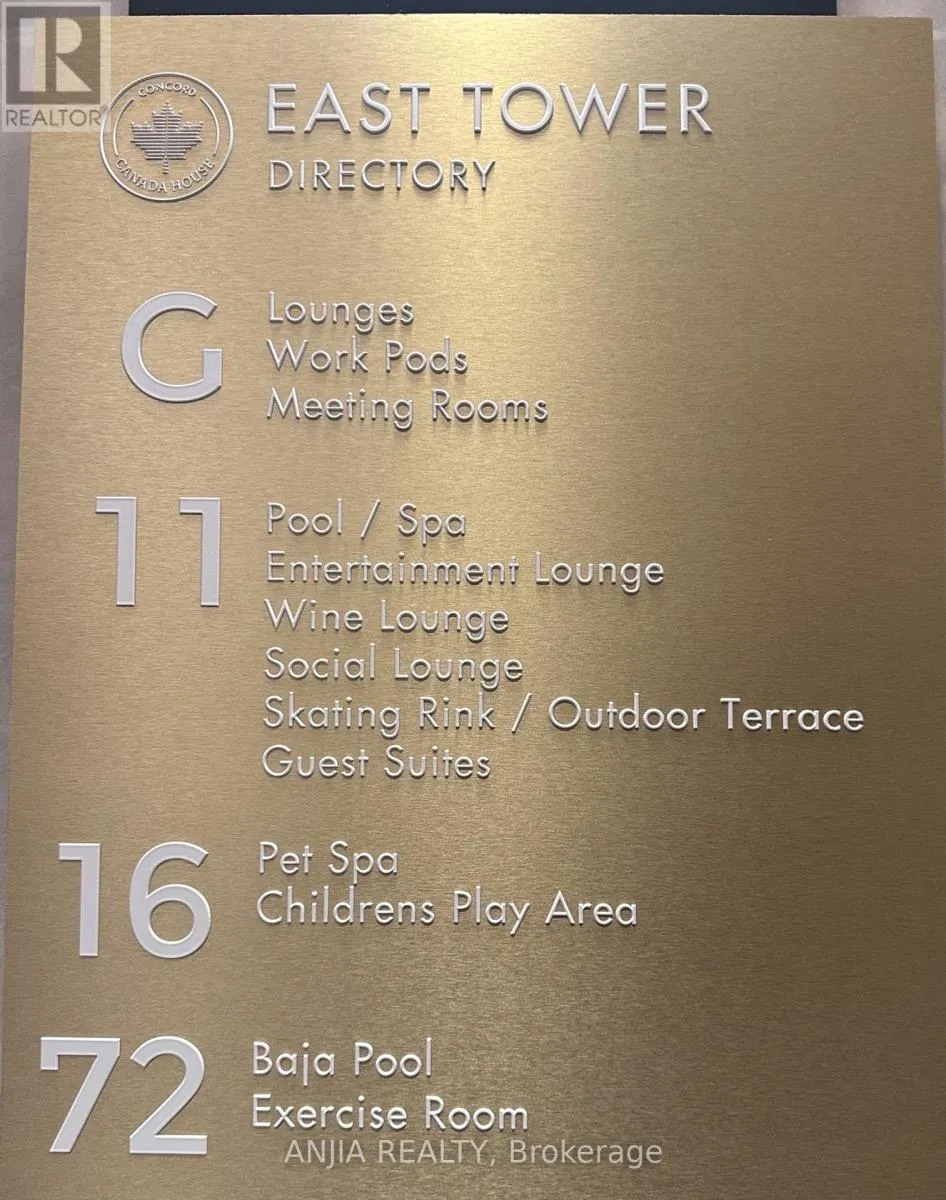 REALTOR®
CONCORD
CANADA HOUSE
EAST TOWER
DIRECTORY
G
Lounges
Work Pods
Meeting Rooms
11
Pool / Spa
Entertainment Lounge
Wine Lounge
Social Lounge
Skating Rink / Outdoor Terrace
Guest Suites
16
Pet Spa
Childrens Play Area
72
Baja Pool
Exercise Room
ANJIA REALTY, Brokerage